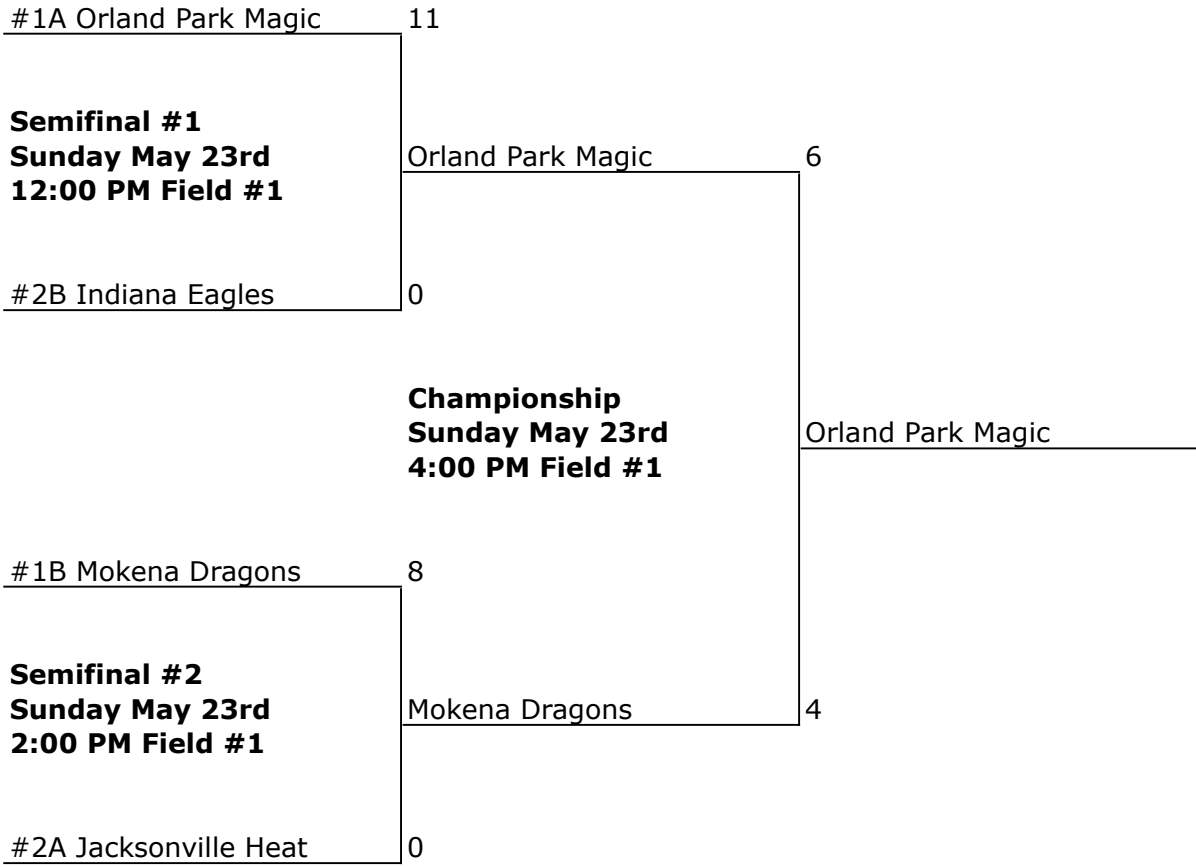 #1A Orland Park Magic 11
Semifinal #1
Sunday May 23rd
12:00 PM Field #1
Orland Park Magic 6
#2B Indiana Eagles 0
Championship
Sunday May 23rd
4:00 PM Field #1
Orland Park Magic
#1B Mokena Dragons 8
Semifinal #2
Sunday May 23rd
2:00 PM Field #1
Mokena Dragons 4
#2A Jacksonville Heat 0